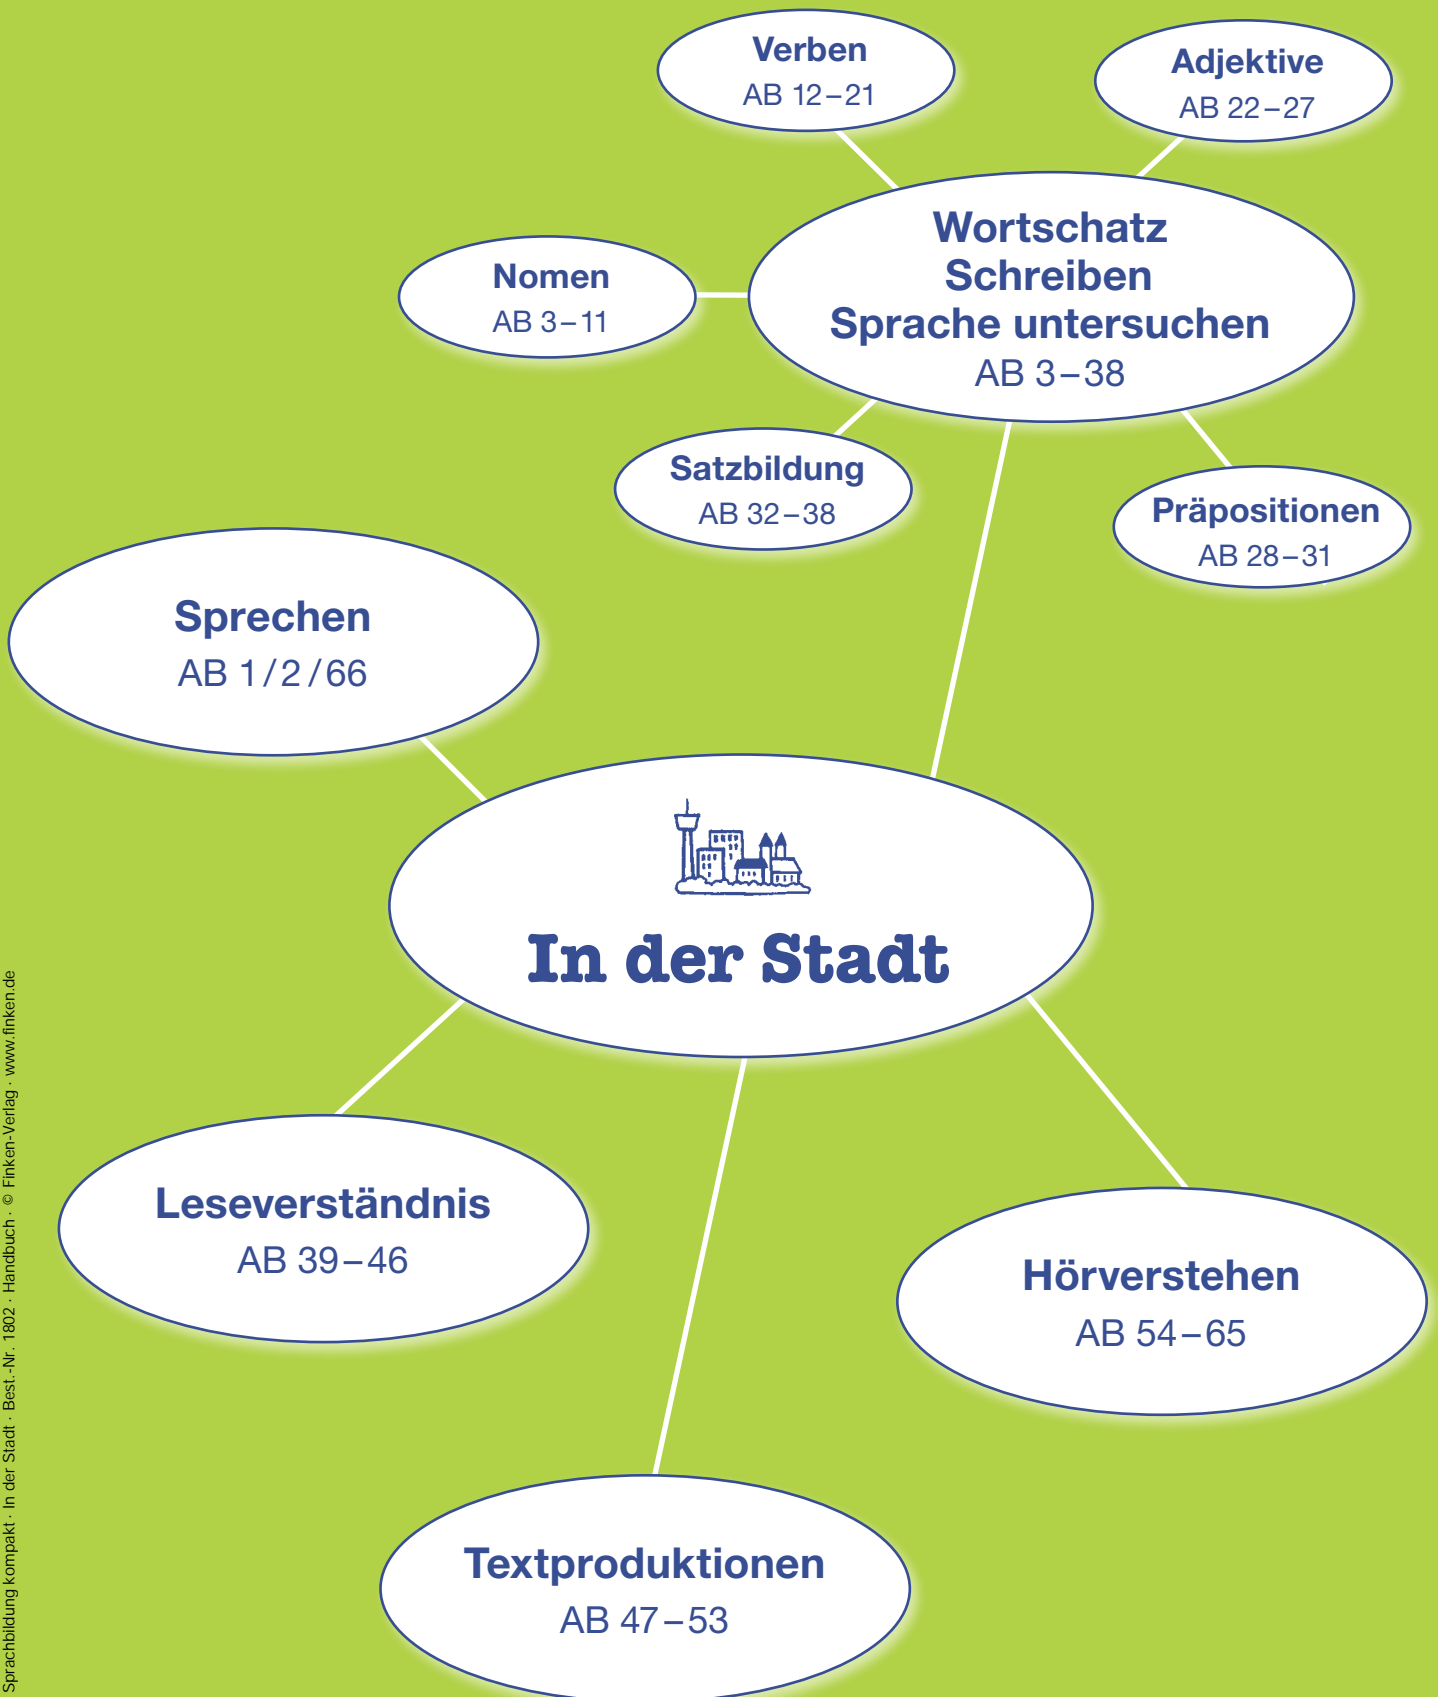 Verben
AB 12–21
Adjektive
AB 22–27
Wortschatz
Schreiben
Sprache untersuchen
AB 3–38
Nomen
AB 3–11
Satzbildung
AB 32–38
Präpositionen
AB 28–31
Sprechen
AB 1/2/66
In der Stadt
Leseverständnis
AB 39–46
Hörverstehen
AB 54–65
Textproduktionen
AB 47–53
Sprachbildung kompakt · In der Stadt · Best.-Nr. 1802 · Handbuch · © Finken-Verlag · www.finken.de